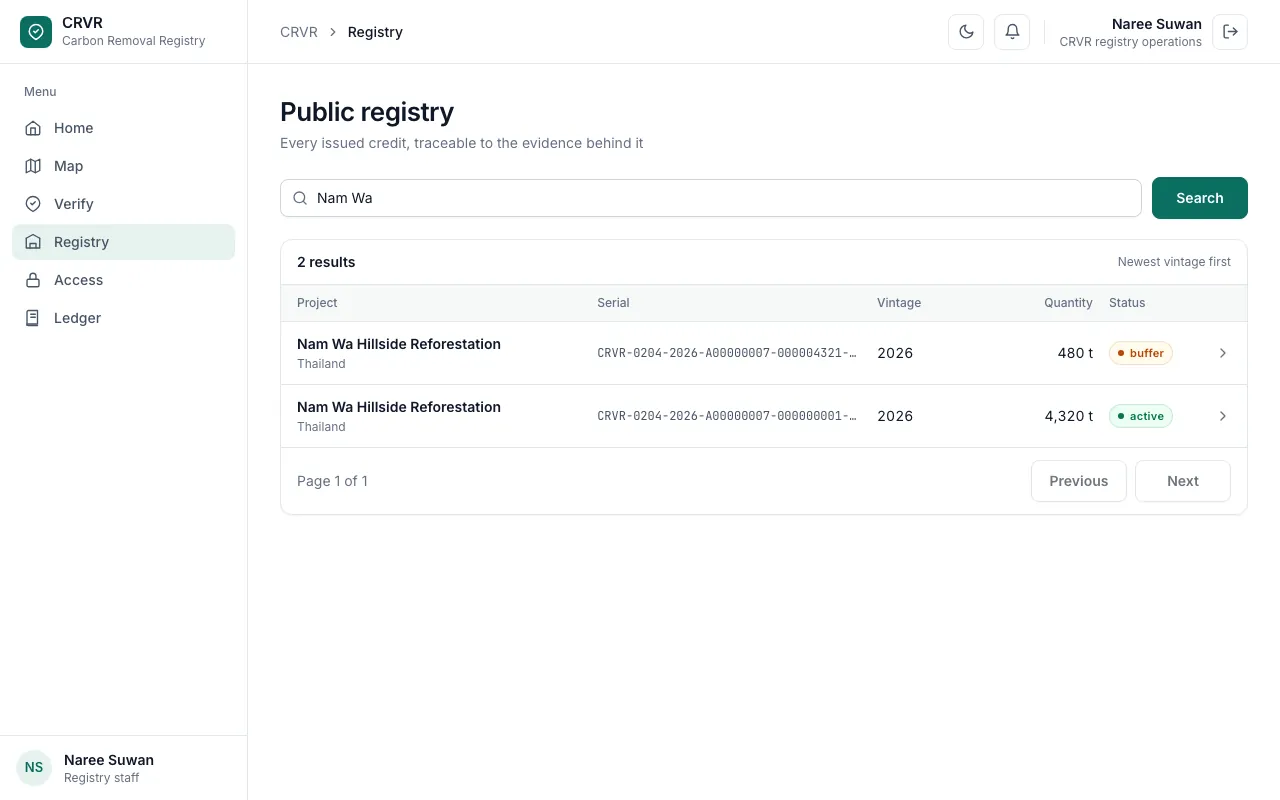 CRVR
Carbon Removal Registry
CRVR > Registry
Naree Suwan
CRVR registry operations
Menu
Home
Map
Verify
Registry
Access
Ledger
Public registry
Every issued credit, traceable to the evidence behind it
Nam Wa
Search
2 results
Newest vintage first
Project Serial Vintage Quantity Status
Nam Wa Hillside Reforestation
Thailand
CRVR-0204-2026-A00000007-000004321-… 2026 480 t buffer
Nam Wa Hillside Reforestation
Thailand
CRVR-0204-2026-A00000007-000000001-… 2026 4,320 t active
Page 1 of 1
Previous
Next
NS
Naree Suwan
Registry staff